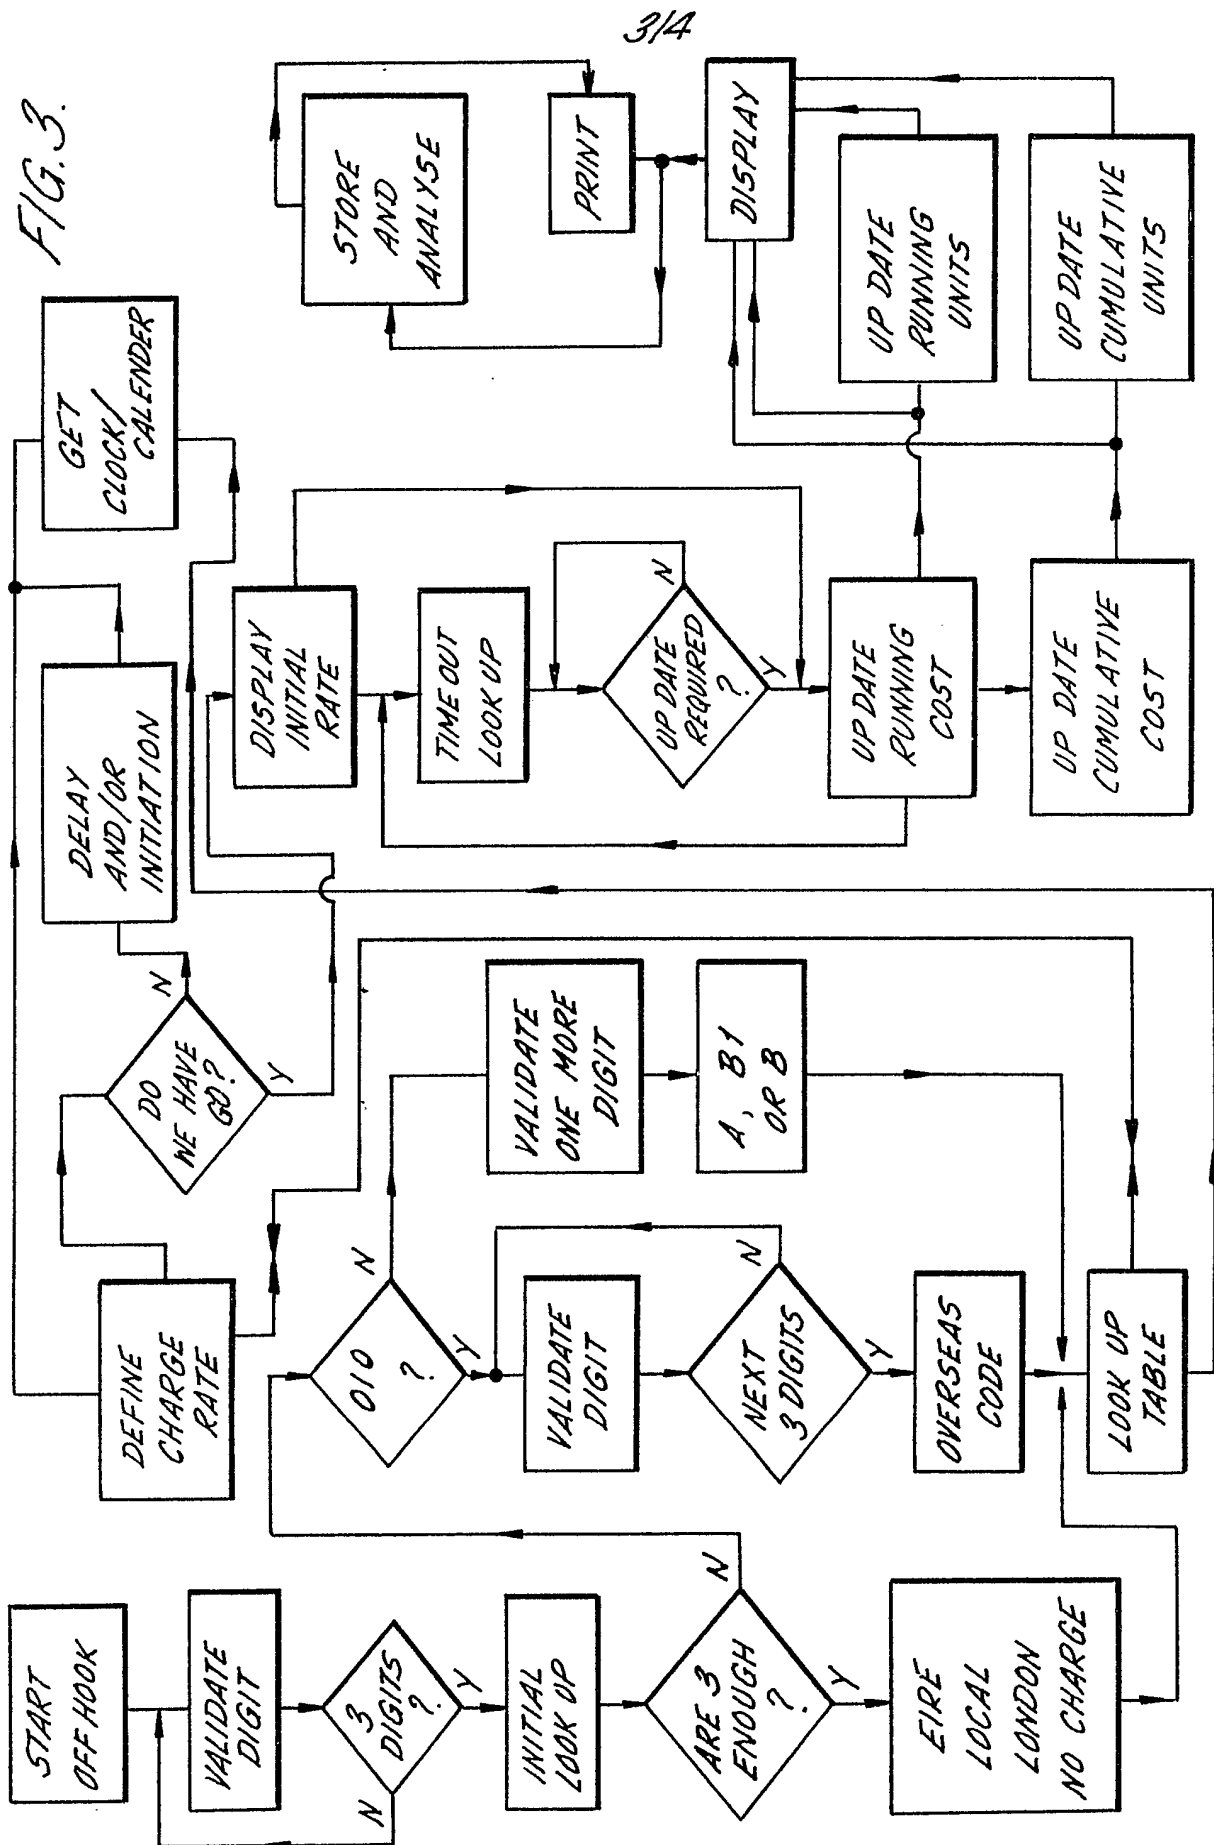 3/4
FIG. 3.
START
OFF HOOK
VALIDATE
DIGIT
3
DIGITS
?
N
Y
INITIAL
LOOK UP
ARE 3
ENOUGH
?
N
Y
EIRE
LOCAL
LONDON
NO CHARGE
DEFINE
CHARGE
RATE
010
?
N
Y
VALIDATE
DIGIT
NEXT
3 DIGITS
N
Y
OVERSEAS
CODE
LOOK UP
TABLE
VALIDATE
ONE MORE
DIGIT
A, B1
OR B
DO
WE HAVE
GO?
N
Y
DELAY
AND/OR
INITIATION
GET
CLOCK/
CALENDER
DISPLAY
INITIAL
RATE
TIME OUT
LOOK UP
UP DATE
REQUIRED
?
N
Y
UP DATE
RUNNING
COST
UP DATE
CUMULATIVE
COST
STORE
AND
ANALYSE
PRINT
DISPLAY
UP DATE
RUNNING
UNITS
UP DATE
CUMULATIVE
UNITS